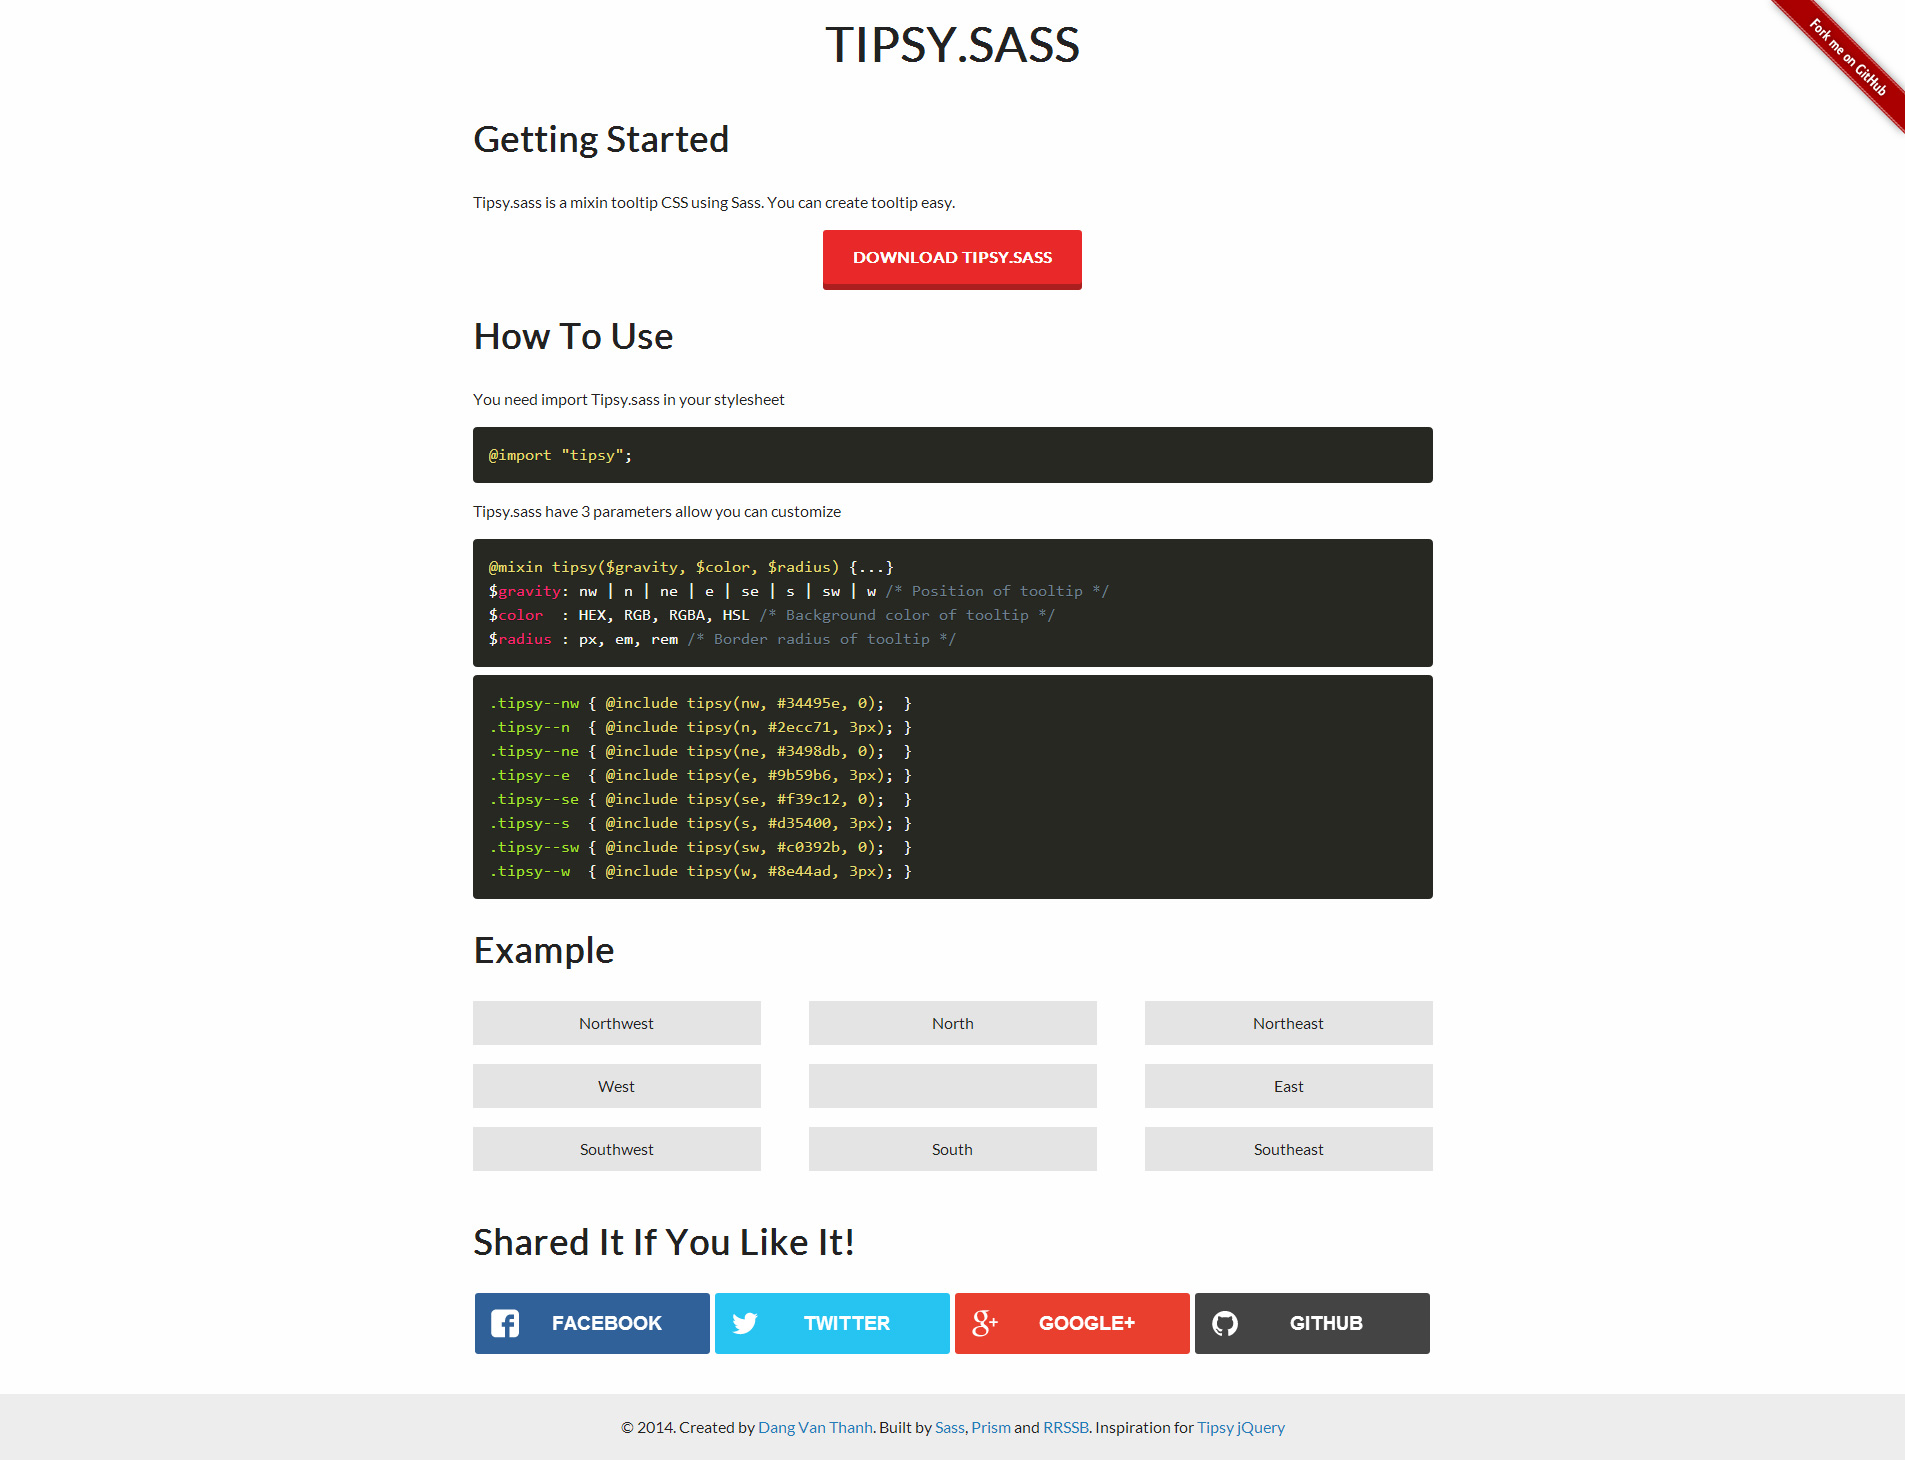 TIPSY.SASS
Fork me on GitHub
Getting Started
Tipsy.sass is a mixin tooltip CSS using Sass. You can create tooltip easy.
DOWNLOAD TIPSY.SASS
How To Use
You need import Tipsy.sass in your stylesheet
@import "tipsy";
Tipsy.sass have 3 parameters allow you can customize
@mixin tipsy($gravity, $color, $radius) {...}
$gravity: nw | n | ne | e | se | s | sw | w /* Position of tooltip */
$color  : HEX, RGB, RGBA, HSL /* Background color of tooltip */
$radius : px, em, rem /* Border radius of tooltip */
.tipsy--nw { @include tipsy(nw, #34495e, 0);  }
.tipsy--n  { @include tipsy(n, #2ecc71, 3px); }
.tipsy--ne { @include tipsy(ne, #3498db, 0);  }
.tipsy--e  { @include tipsy(e, #9b59b6, 3px); }
.tipsy--se { @include tipsy(se, #f39c12, 0);  }
.tipsy--s  { @include tipsy(s, #d35400, 3px); }
.tipsy--sw { @include tipsy(sw, #c0392b, 0);  }
.tipsy--w  { @include tipsy(w, #8e44ad, 3px); }
Example
Northwest North Northeast
West East
Southwest South Southeast
Shared It If You Like It!
FACEBOOK TWITTER GOOGLE+ GITHUB
© 2014. Created by Dang Van Thanh. Built by Sass, Prism and RRSSB. Inspiration for Tipsy jQuery